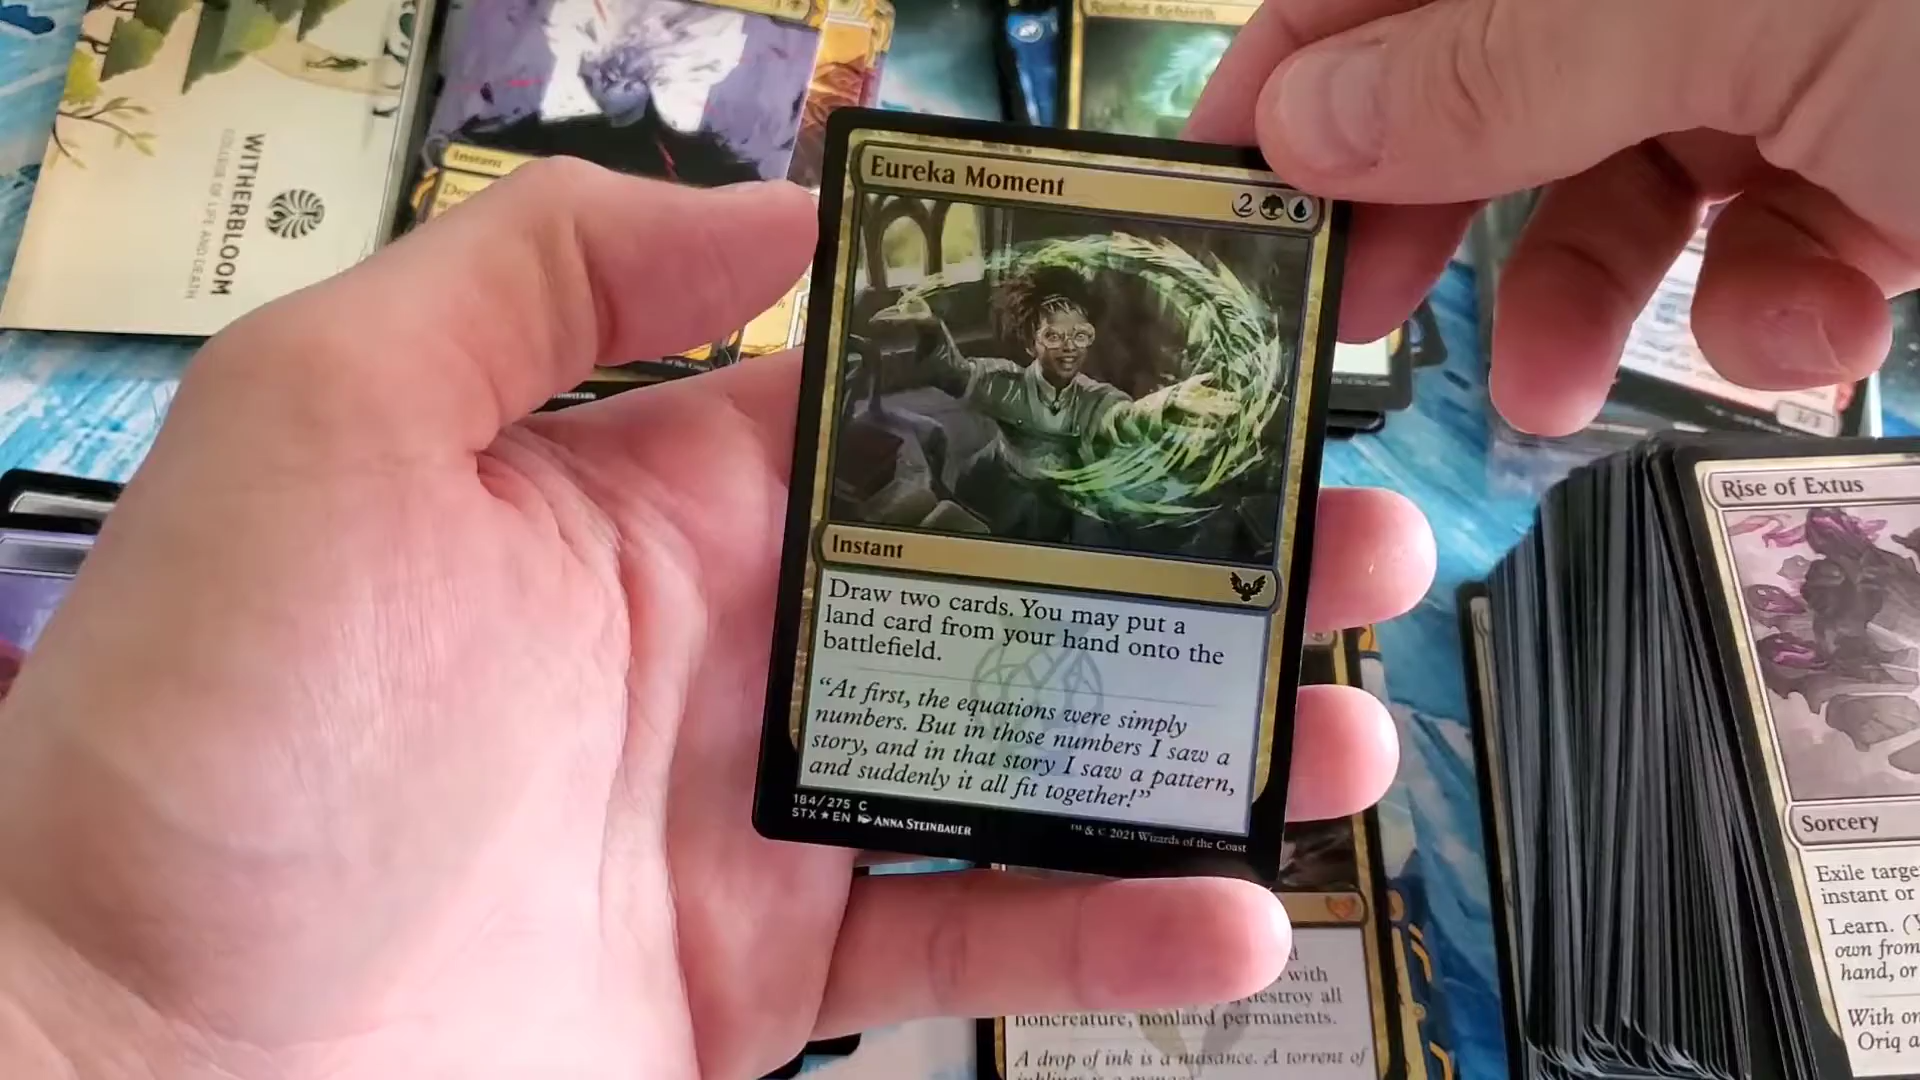 WITHERBLOOM
COLLEGE OF LIFE AND DEATH
Instant
Eureka Moment
2
Instant
Draw two cards. You may put a
land card from your hand onto the
battlefield.
“At first, the equations were simply
numbers. But in those numbers I saw a
story, and in that story I saw a pattern,
and suddenly it all fit together!”
184/275 C
STX★EN ANNA STEINBAUER
™ & © 2021 Wizards of the Coast
Rise of Extus
Sorcery
Exile targe
instant or
Learn. (Y
own from
hand, or
With on
Oriq a
with
destroy all
noncreature, nonland permanents.
A drop of ink is a nuisance. A torrent of